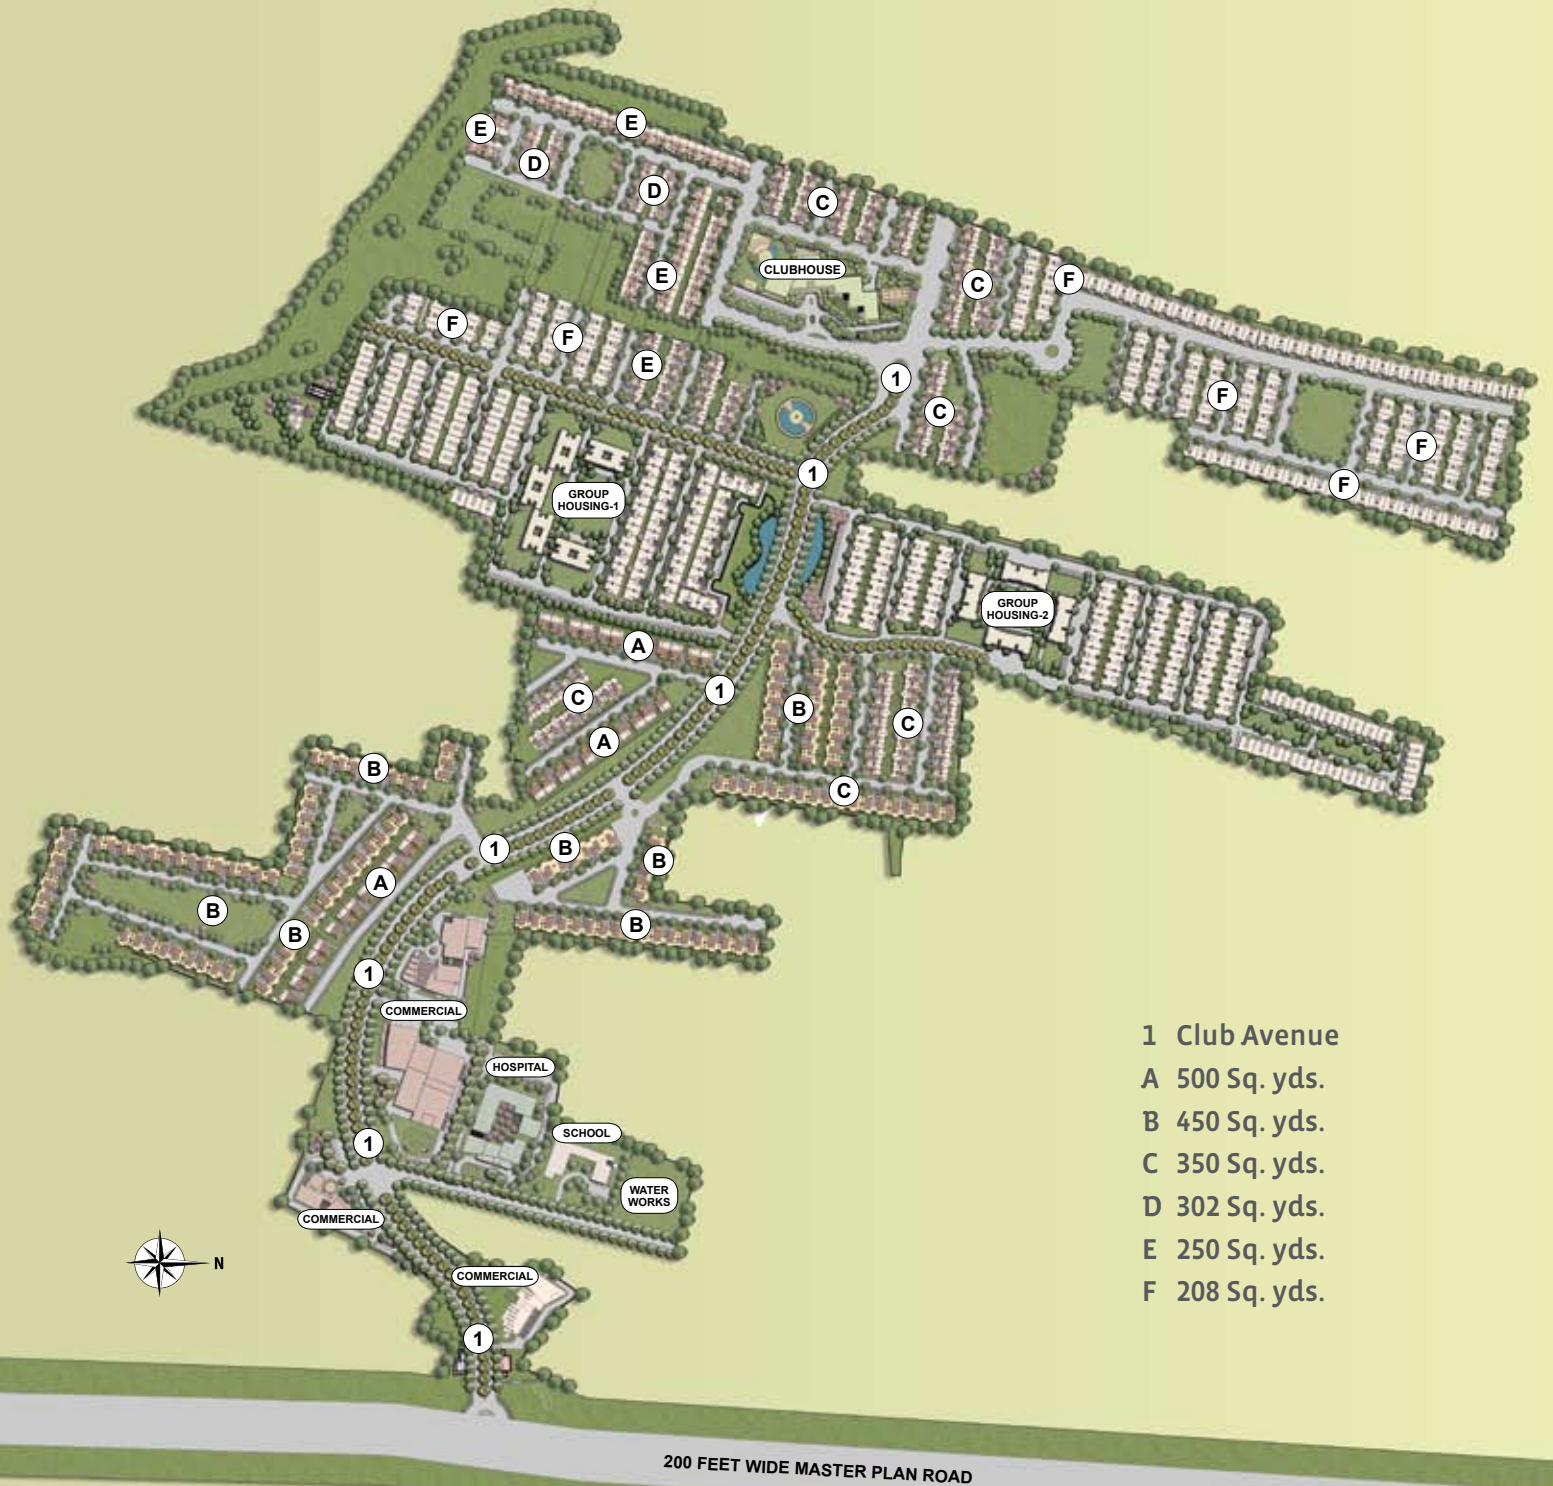 E
E
D
D
C
E
CLUBHOUSE
C
F
F
F
E
1
F
C
F
1
F
GROUP
HOUSING-1
GROUP
HOUSING-2
A
1
C
B
C
A
B
C
1
B
B
A
B
B
B
1
COMMERCIAL
HOSPITAL
SCHOOL
1
WATER
WORKS
COMMERCIAL
COMMERCIAL
1
N
1 Club Avenue
A 500 Sq. yds.
B 450 Sq. yds.
C 350 Sq. yds.
D 302 Sq. yds.
E 250 Sq. yds.
F 208 Sq. yds.
200 FEET WIDE MASTER PLAN ROAD